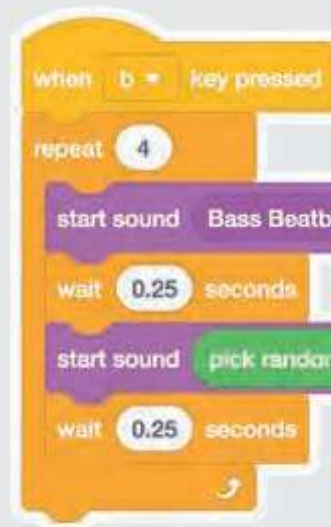 when b key pressed
repeat 4
start sound Bass Beatb
wait 0.25 seconds
start sound pick random
wait 0.25 seconds